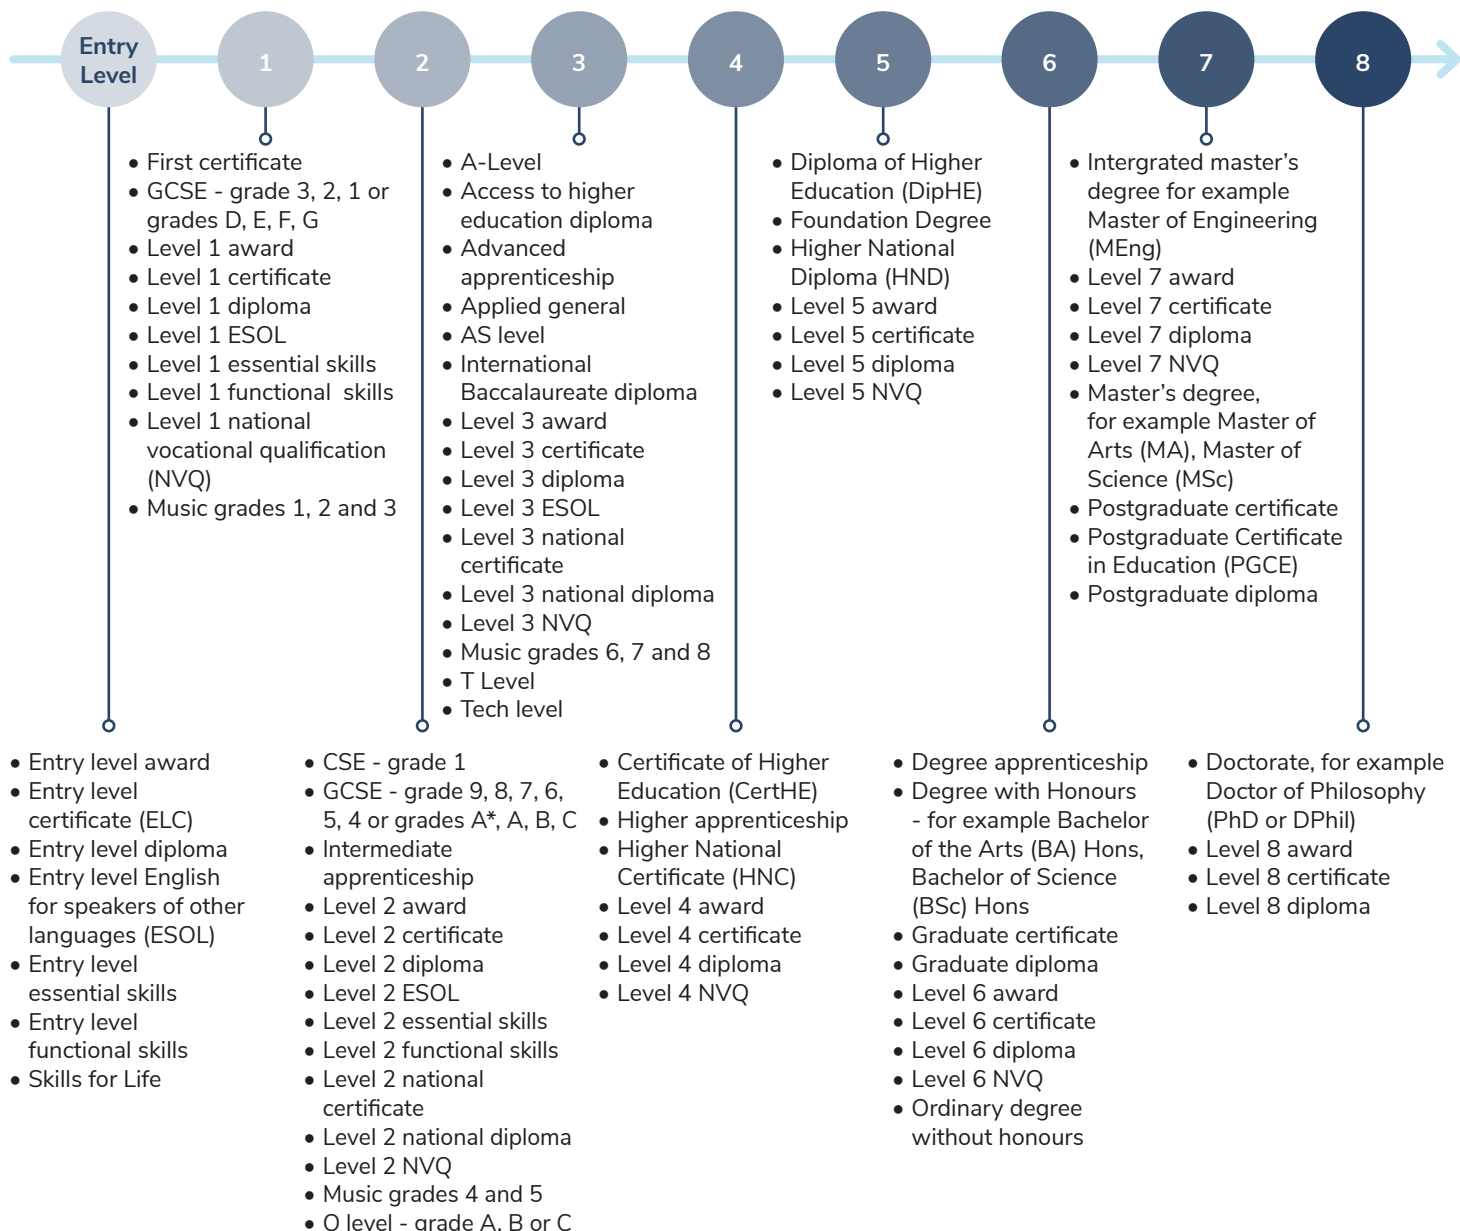 Entry
Level
1
2
3
4
5
6
7
8
• First certificate
• GCSE - grade 3, 2, 1 or
grades D, E, F, G
• Level 1 award
• Level 1 certificate
• Level 1 diploma
• Level 1 ESOL
• Level 1 essential skills
• Level 1 functional  skills
• Level 1 national
vocational qualification
(NVQ)
• Music grades 1, 2 and 3
• A-Level
• Access to higher
education diploma
• Advanced
apprenticeship
• Applied general
• AS level
• International
Baccalaureate diploma
• Level 3 award
• Level 3 certificate
• Level 3 diploma
• Level 3 ESOL
• Level 3 national
certificate
• Level 3 national diploma
• Level 3 NVQ
• Music grades 6, 7 and 8
• T Level
• Tech level
• Diploma of Higher
Education (DipHE)
• Foundation Degree
• Higher National
Diploma (HND)
• Level 5 award
• Level 5 certificate
• Level 5 diploma
• Level 5 NVQ
• Intergrated master’s
degree for example
Master of Engineering
(MEng)
• Level 7 award
• Level 7 certificate
• Level 7 diploma
• Level 7 NVQ
• Master’s degree,
for example Master of
Arts (MA), Master of
Science (MSc)
• Postgraduate certificate
• Postgraduate Certificate
in Education (PGCE)
• Postgraduate diploma
• Entry level award
• Entry level
certificate (ELC)
• Entry level diploma
• Entry level English
for speakers of other
languages (ESOL)
• Entry level
essential skills
• Entry level
functional skills
• Skills for Life
• CSE - grade 1
• GCSE - grade 9, 8, 7, 6,
5, 4 or grades A*, A, B, C
• Intermediate
apprenticeship
• Level 2 award
• Level 2 certificate
• Level 2 diploma
• Level 2 ESOL
• Level 2 essential skills
• Level 2 functional skills
• Level 2 national
certificate
• Level 2 national diploma
• Level 2 NVQ
• Music grades 4 and 5
• O level - grade A, B or C
• Certificate of Higher
Education (CertHE)
• Higher apprenticeship
• Higher National
Certificate (HNC)
• Level 4 award
• Level 4 certificate
• Level 4 diploma
• Level 4 NVQ
• Degree apprenticeship
• Degree with Honours
- for example Bachelor
of the Arts (BA) Hons,
Bachelor of Science
(BSc) Hons
• Graduate certificate
• Graduate diploma
• Level 6 award
• Level 6 certificate
• Level 6 diploma
• Level 6 NVQ
• Ordinary degree
without honours
• Doctorate, for example
Doctor of Philosophy
(PhD or DPhil)
• Level 8 award
• Level 8 certificate
• Level 8 diploma